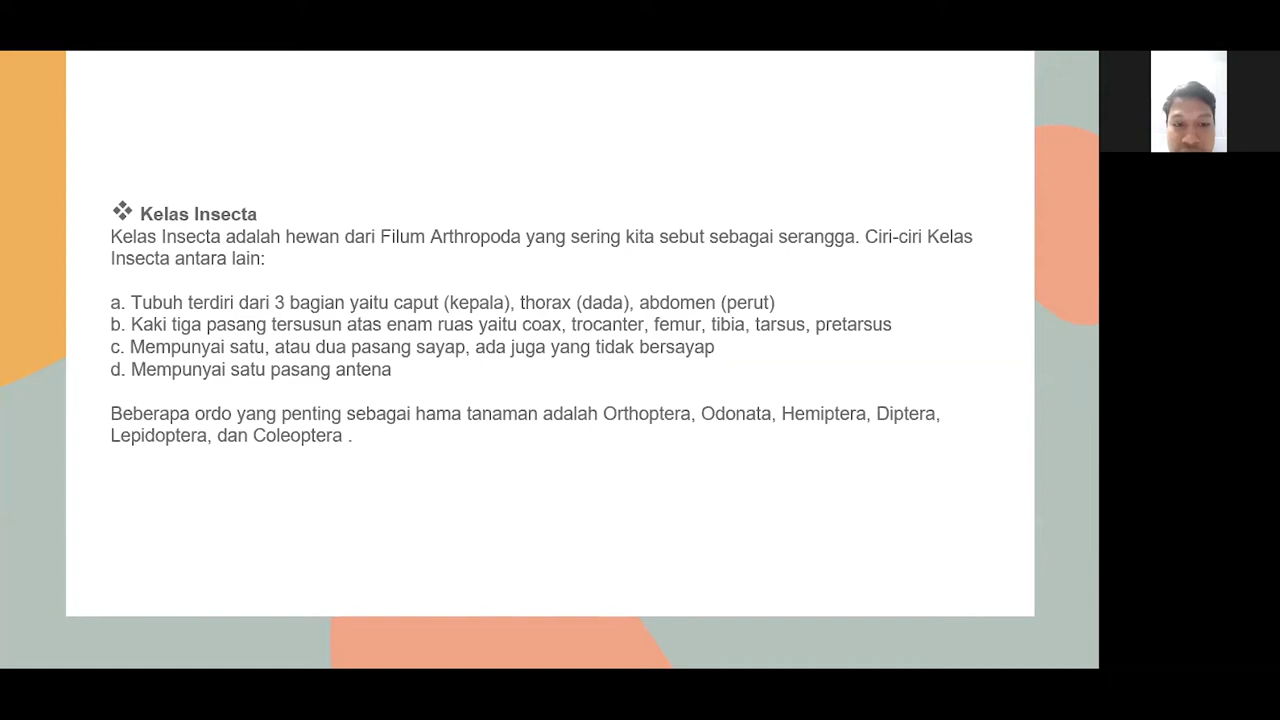 ❖ Kelas Insecta
Kelas Insecta adalah hewan dari Filum Arthropoda yang sering kita sebut sebagai serangga. Ciri-ciri Kelas
Insecta antara lain:
a. Tubuh terdiri dari 3 bagian yaitu caput (kepala), thorax (dada), abdomen (perut)
b. Kaki tiga pasang tersusun atas enam ruas yaitu coax, trocanter, femur, tibia, tarsus, pretarsus
c. Mempunyai satu, atau dua pasang sayap, ada juga yang tidak bersayap
d. Mempunyai satu pasang antena
Beberapa ordo yang penting sebagai hama tanaman adalah Orthoptera, Odonata, Hemiptera, Diptera,
Lepidoptera, dan Coleoptera .